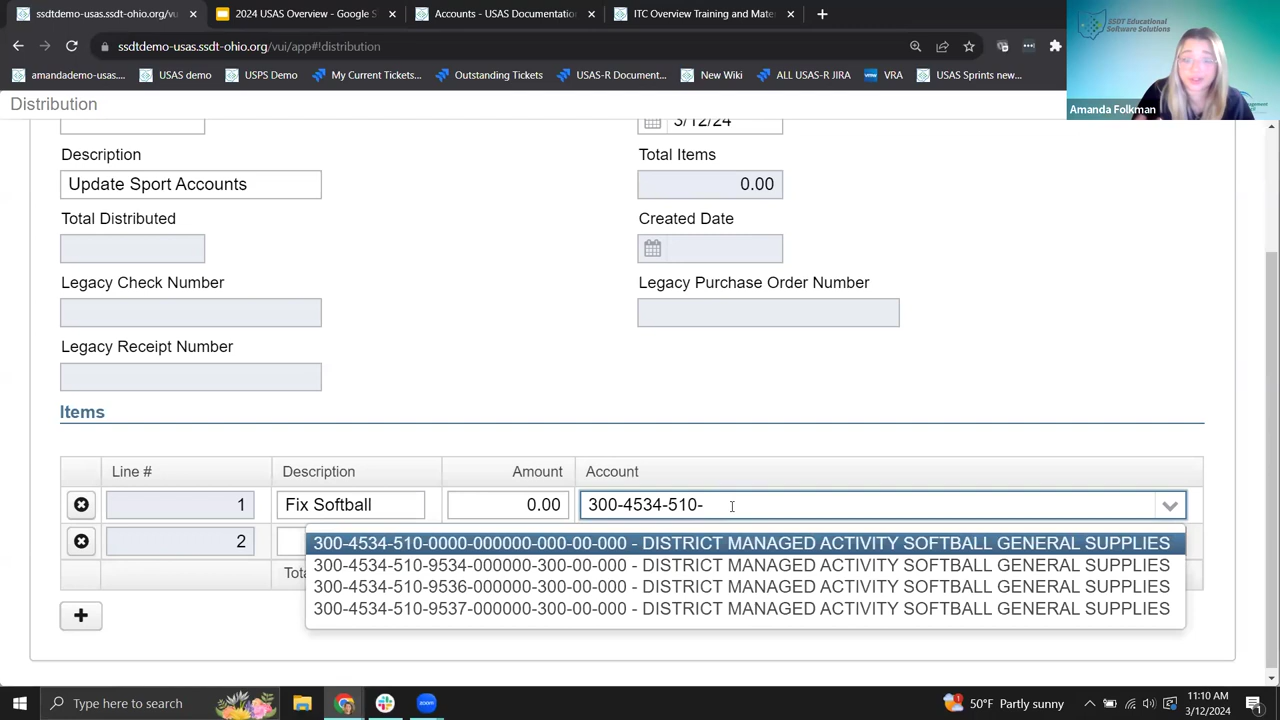 ssdtdemo-usas.ssdt-ohio.org/vu
2024 USAS Overview - Google S
Accounts - USAS Documentation
ITC Overview Training and Mate
ssdtdemo-usas.ssdt-ohio.org/vui/app#!distribution
amandademo-usas...
USAS demo
USPS Demo
My Current Tickets...
Outstanding Tickets
USAS-R Document...
New Wiki
ALL USAS-R JIRA
VRA
USAS Sprints new...
SSDT Educational
Software Solutions
Amanda Folkman
Distribution
3/12/24
Description
Total Items
Update Sport Accounts
0.00
Total Distributed
Created Date
Legacy Check Number
Legacy Purchase Order Number
Legacy Receipt Number
Items
Line #
Description
Amount
Account
1
Fix Softball
0.00
300-4534-510-
2
300-4534-510-0000-000000-000-00-000 - DISTRICT MANAGED ACTIVITY SOFTBALL GENERAL SUPPLIES
300-4534-510-9534-000000-300-00-000 - DISTRICT MANAGED ACTIVITY SOFTBALL GENERAL SUPPLIES
Tota
300-4534-510-9536-000000-300-00-000 - DISTRICT MANAGED ACTIVITY SOFTBALL GENERAL SUPPLIES
300-4534-510-9537-000000-300-00-000 - DISTRICT MANAGED ACTIVITY SOFTBALL GENERAL SUPPLIES
Type here to search
zoom
1
50°F Partly sunny
11:10 AM
3/12/2024
1